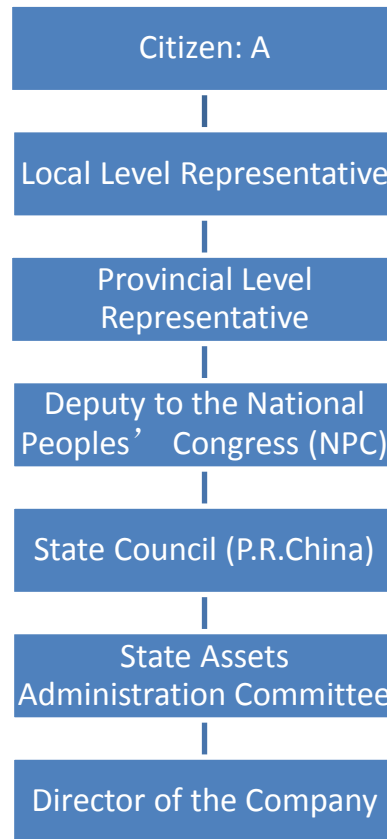 Citizen: A
Local Level Representative
Provincial Level
Representative
Deputy to the National
Peoples’ Congress (NPC)
State Council (P.R.China)
State Assets
Administration Committee
Director of the Company